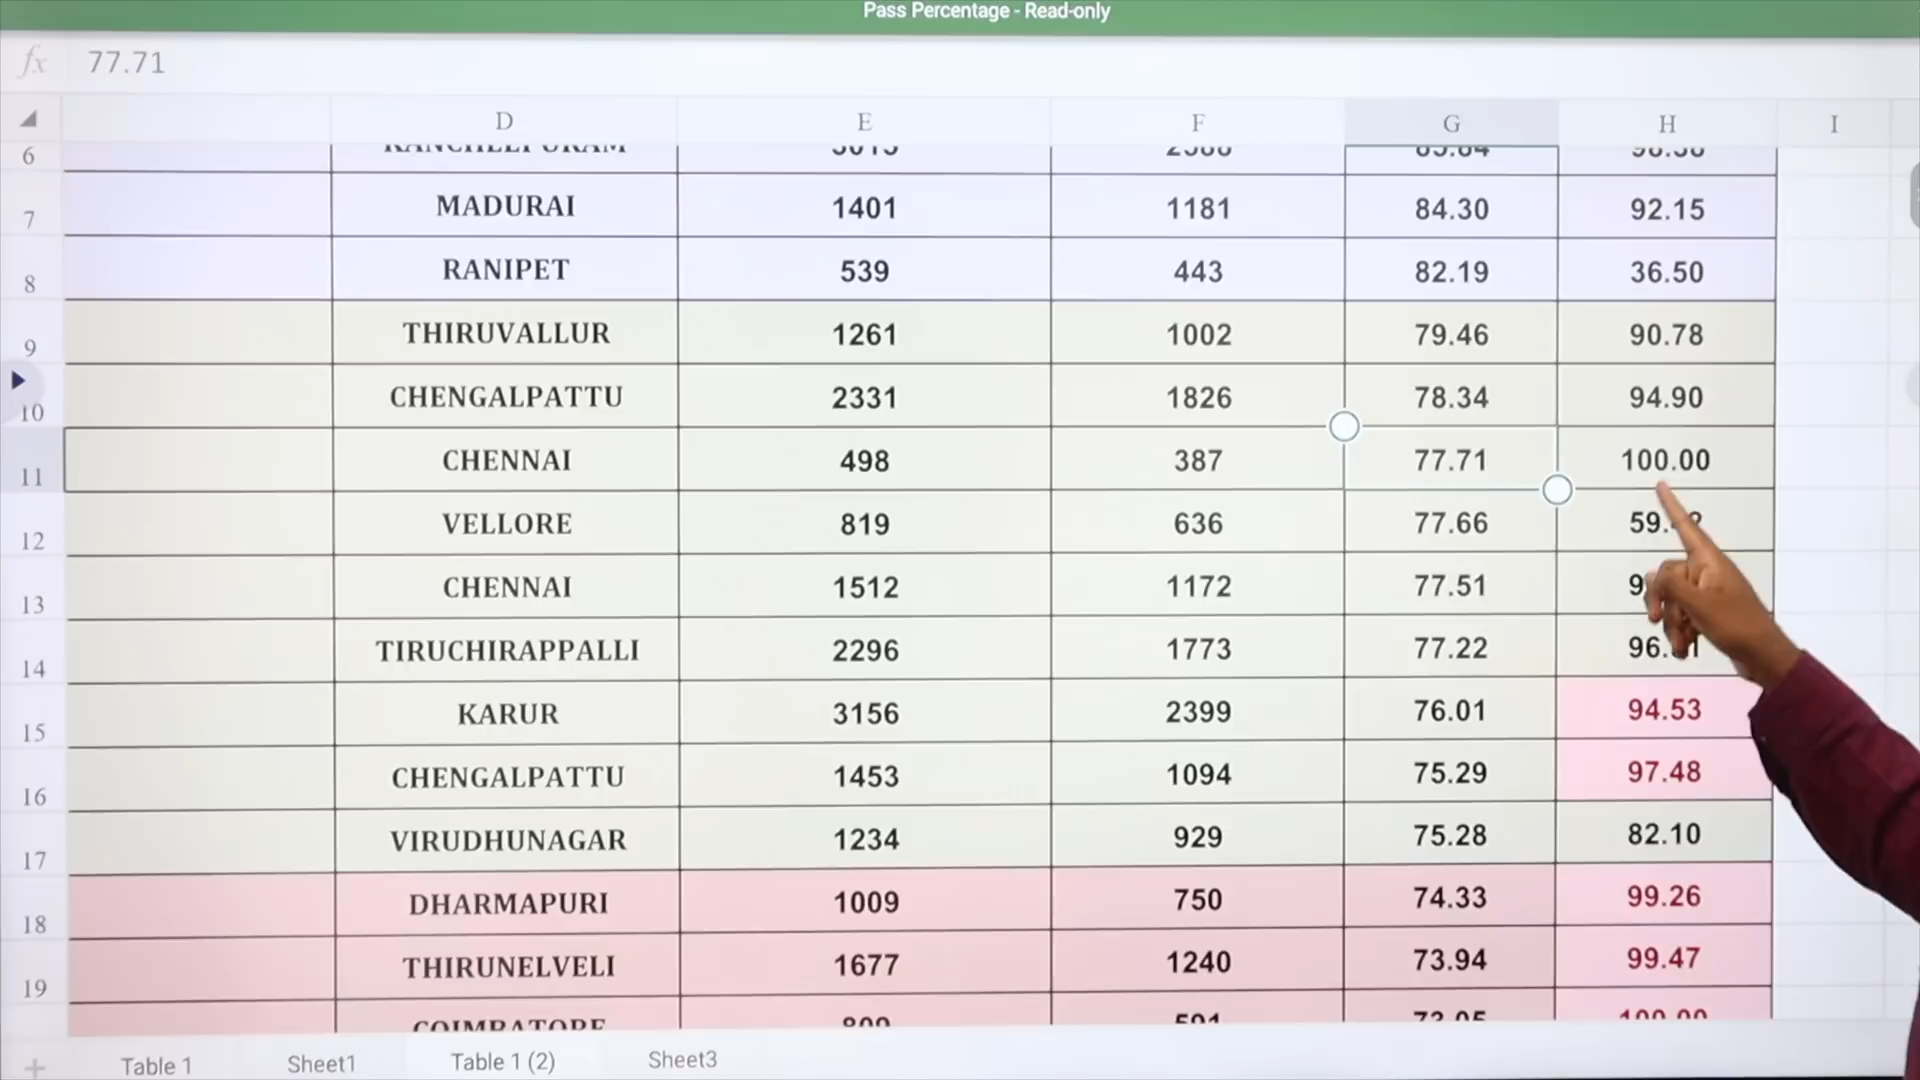 Pass Percentage - Read-only
fx 77.71
D E F G H I
6
7 MADURAI 1401 1181 84.30 92.15
8 RANIPET 539 443 82.19 36.50
9 THIRUVALLUR 1261 1002 79.46 90.78
10 CHENGALPATTU 2331 1826 78.34 94.90
11 CHENNAI 498 387 77.71 100.00
12 VELLORE 819 636 77.66
13 CHENNAI 1512 1172 77.51
14 TIRUCHIRAPPALLI 2296 1773 77.22
15 KARUR 3156 2399 76.01 94.53
16 CHENGALPATTU 1453 1094 75.29 97.48
17 VIRUDHUNAGAR 1234 929 75.28 82.10
18 DHARMAPURI 1009 750 74.33 99.26
19 THIRUNELVELI 1677 1240 73.94 99.47
COIMBATORE
Table 1 Sheet1 Table 1 (2) Sheet3